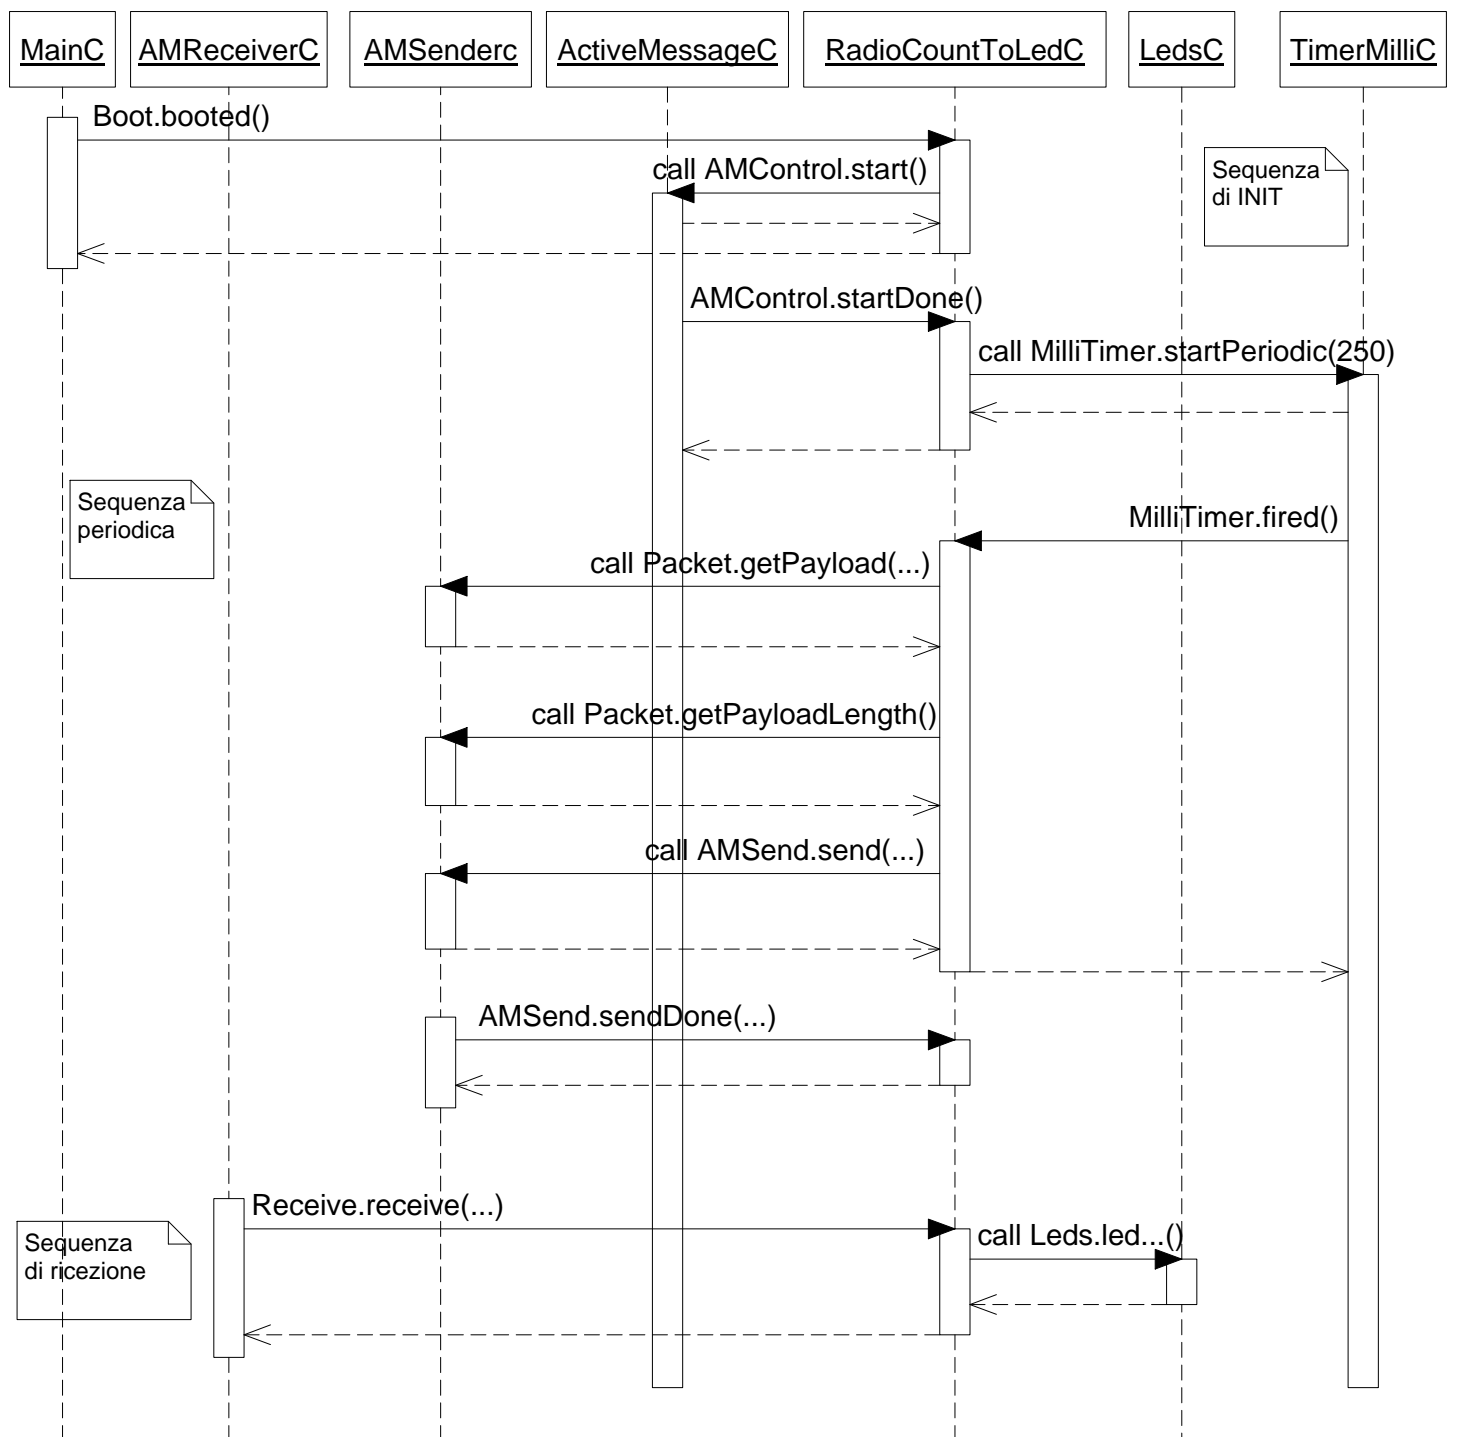 MainC
AMReceiverC
AMSenderc
ActiveMessageC
RadioCountToLedC
LedsC
TimerMilliC
Boot.booted()
call AMControl.start()
Sequenza
di INIT
AMControl.startDone()
call MilliTimer.startPeriodic(250)
Sequenza
periodica
MilliTimer.fired()
call Packet.getPayload(...)
call Packet.getPayloadLength()
call AMSend.send(...)
AMSend.sendDone(...)
Receive.receive(...)
Sequenza
di ricezione
call Leds.led...()